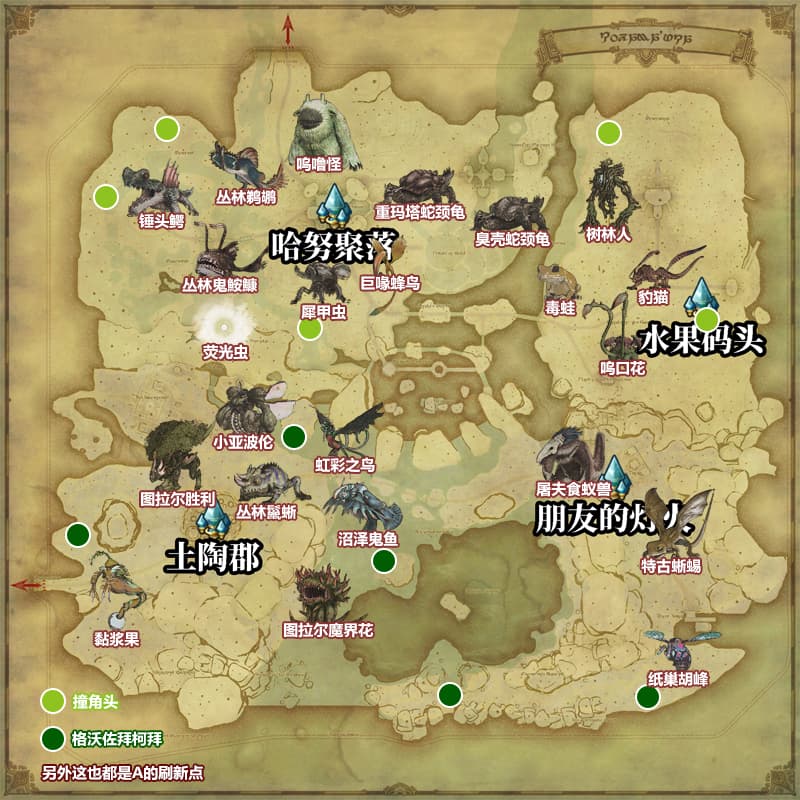 呜噜怪
丛林鹈鹕
锤头鳄
重玛塔蛇颈龟
臭壳蛇颈龟
树林人
哈努聚落
丛林鬼鮟鱇
巨喙蜂鸟
犀甲虫
毒蛙
豹猫
水果码头
荧光虫
呜口花
小亚波伦
虹彩之鸟
图拉尔胜利
丛林鬣蜥
屠夫食蚁兽
朋友的灯火
沼泽鬼鱼
土陶郡
特古蜥蜴
黏浆果
图拉尔魔界花
纸巢胡峰
撞角头
格沃佐拜柯拜
另外这也都是A的刷新点